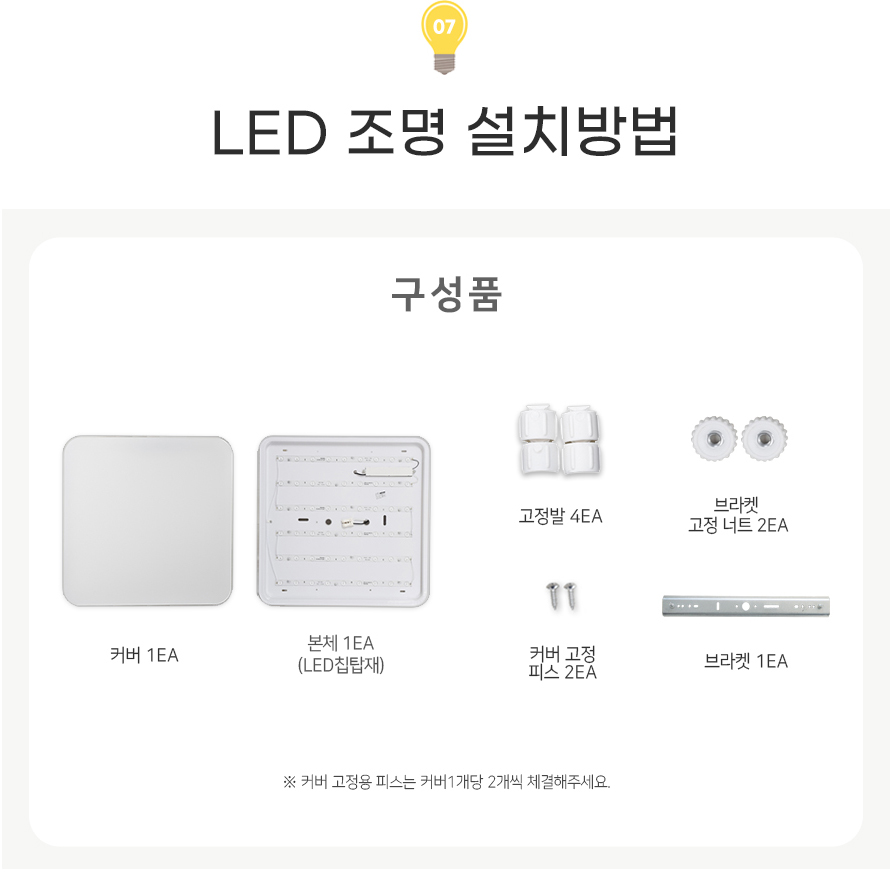 07
LED 조명 설치방법
구성품
고정발 4EA
브라켓
고정 너트 2EA
커버 1EA
본체 1EA
(LED칩탑재)
커버 고정
피스 2EA
브라켓 1EA
※ 커버 고정용 피스는 커버1개당 2개씩 체결해주세요.